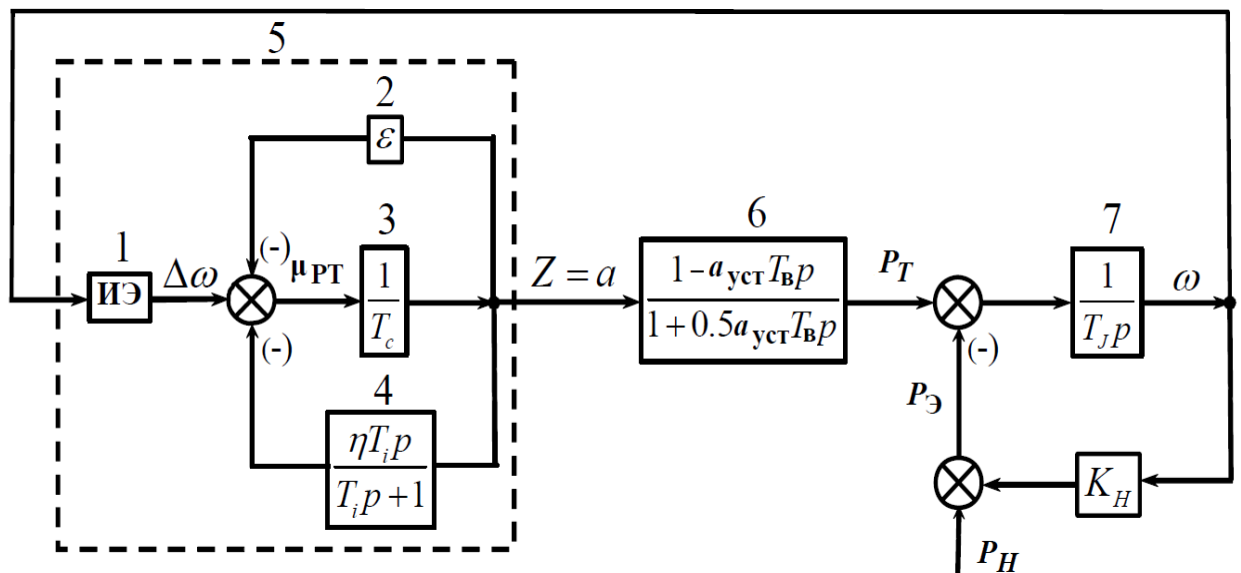 5
2
ε
3
1
T_c
(-)
μ_РТ
1
ИЭ
Δω
(-)
4
ηT_i p
T_i p + 1
Z = a
6
1 - a_уст T_в p
1 + 0.5a_уст T_в p
P_T
7
1
T_J p
ω
(-)
P_Э
K_H
P_H